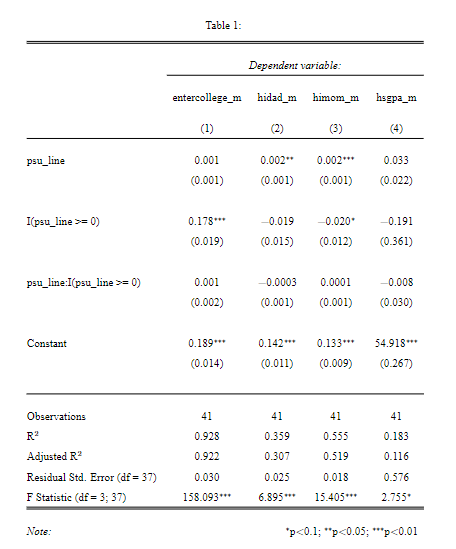 Table 1:
Dependent variable:
entercollege_m hidad_m himom_m hsgpa_m
(1) (2) (3) (4)
psu_line 0.001 0.002** 0.002*** 0.033
(0.001) (0.001) (0.001) (0.022)
I(psu_line >= 0) 0.178*** −0.019 −0.020* −0.191
(0.019) (0.015) (0.012) (0.361)
psu_line:I(psu_line >= 0) 0.001 −0.0003 0.0001 −0.008
(0.002) (0.001) (0.001) (0.030)
Constant 0.189*** 0.142*** 0.133*** 54.918***
(0.014) (0.011) (0.009) (0.267)
Observations 41 41 41 41
R² 0.928 0.359 0.555 0.183
Adjusted R² 0.922 0.307 0.519 0.116
Residual Std. Error (df = 37) 0.030 0.025 0.018 0.576
F Statistic (df = 3; 37) 158.093*** 6.895*** 15.405*** 2.755*
Note: *p<0.1; **p<0.05; ***p<0.01